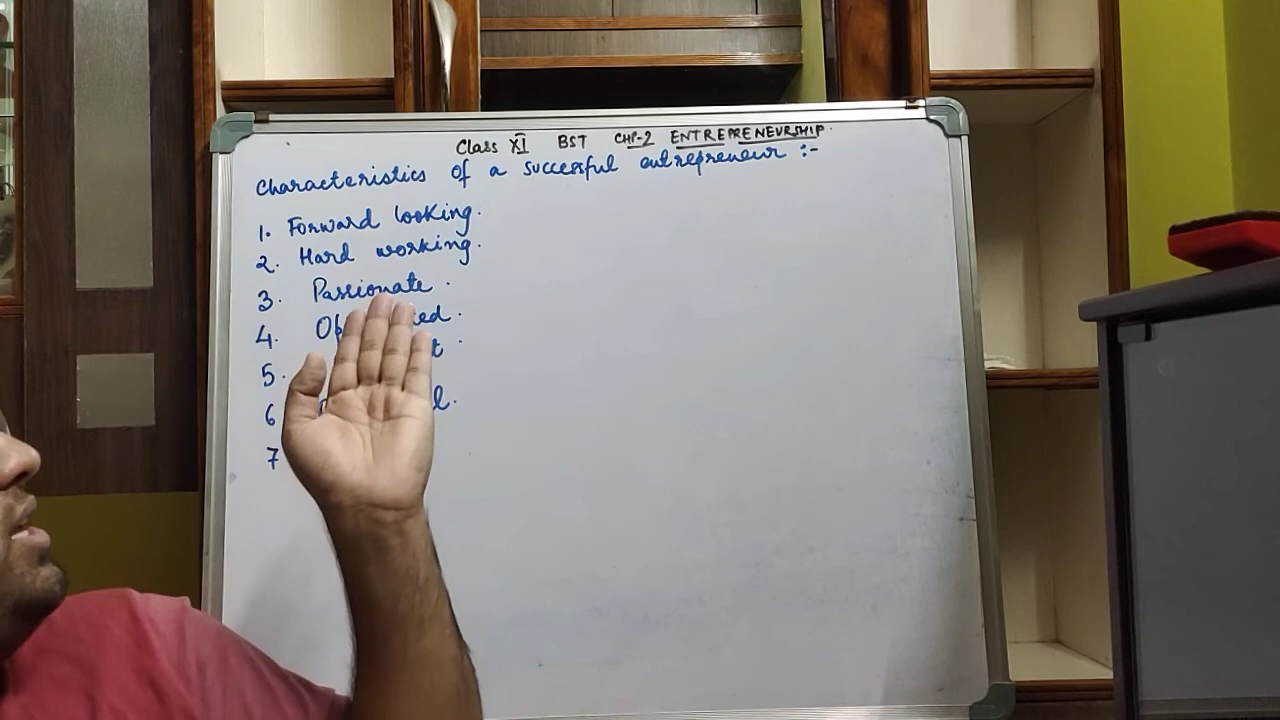 Class XI BST CHP-2 ENTREPRENEURSHIP.
Characteristics of a successful entrepreneur :-
1. Forward looking.
2. Hard working.
3. Passionate.
4.
5.
6
7